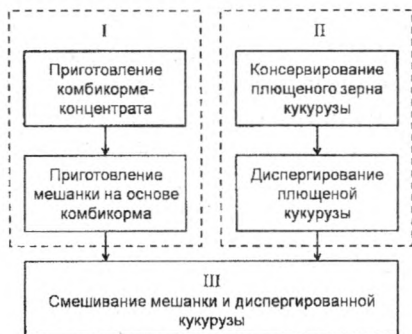 I
Приготовление
комбикорма-
концентрата
Приготовление
мешанки на основе
комбикорма
II
Консервирование
плющеного зерна
кукурузы
Диспергирование
плющеной
кукурузы
III
Смешивание мешанки и диспергированной
кукурузы